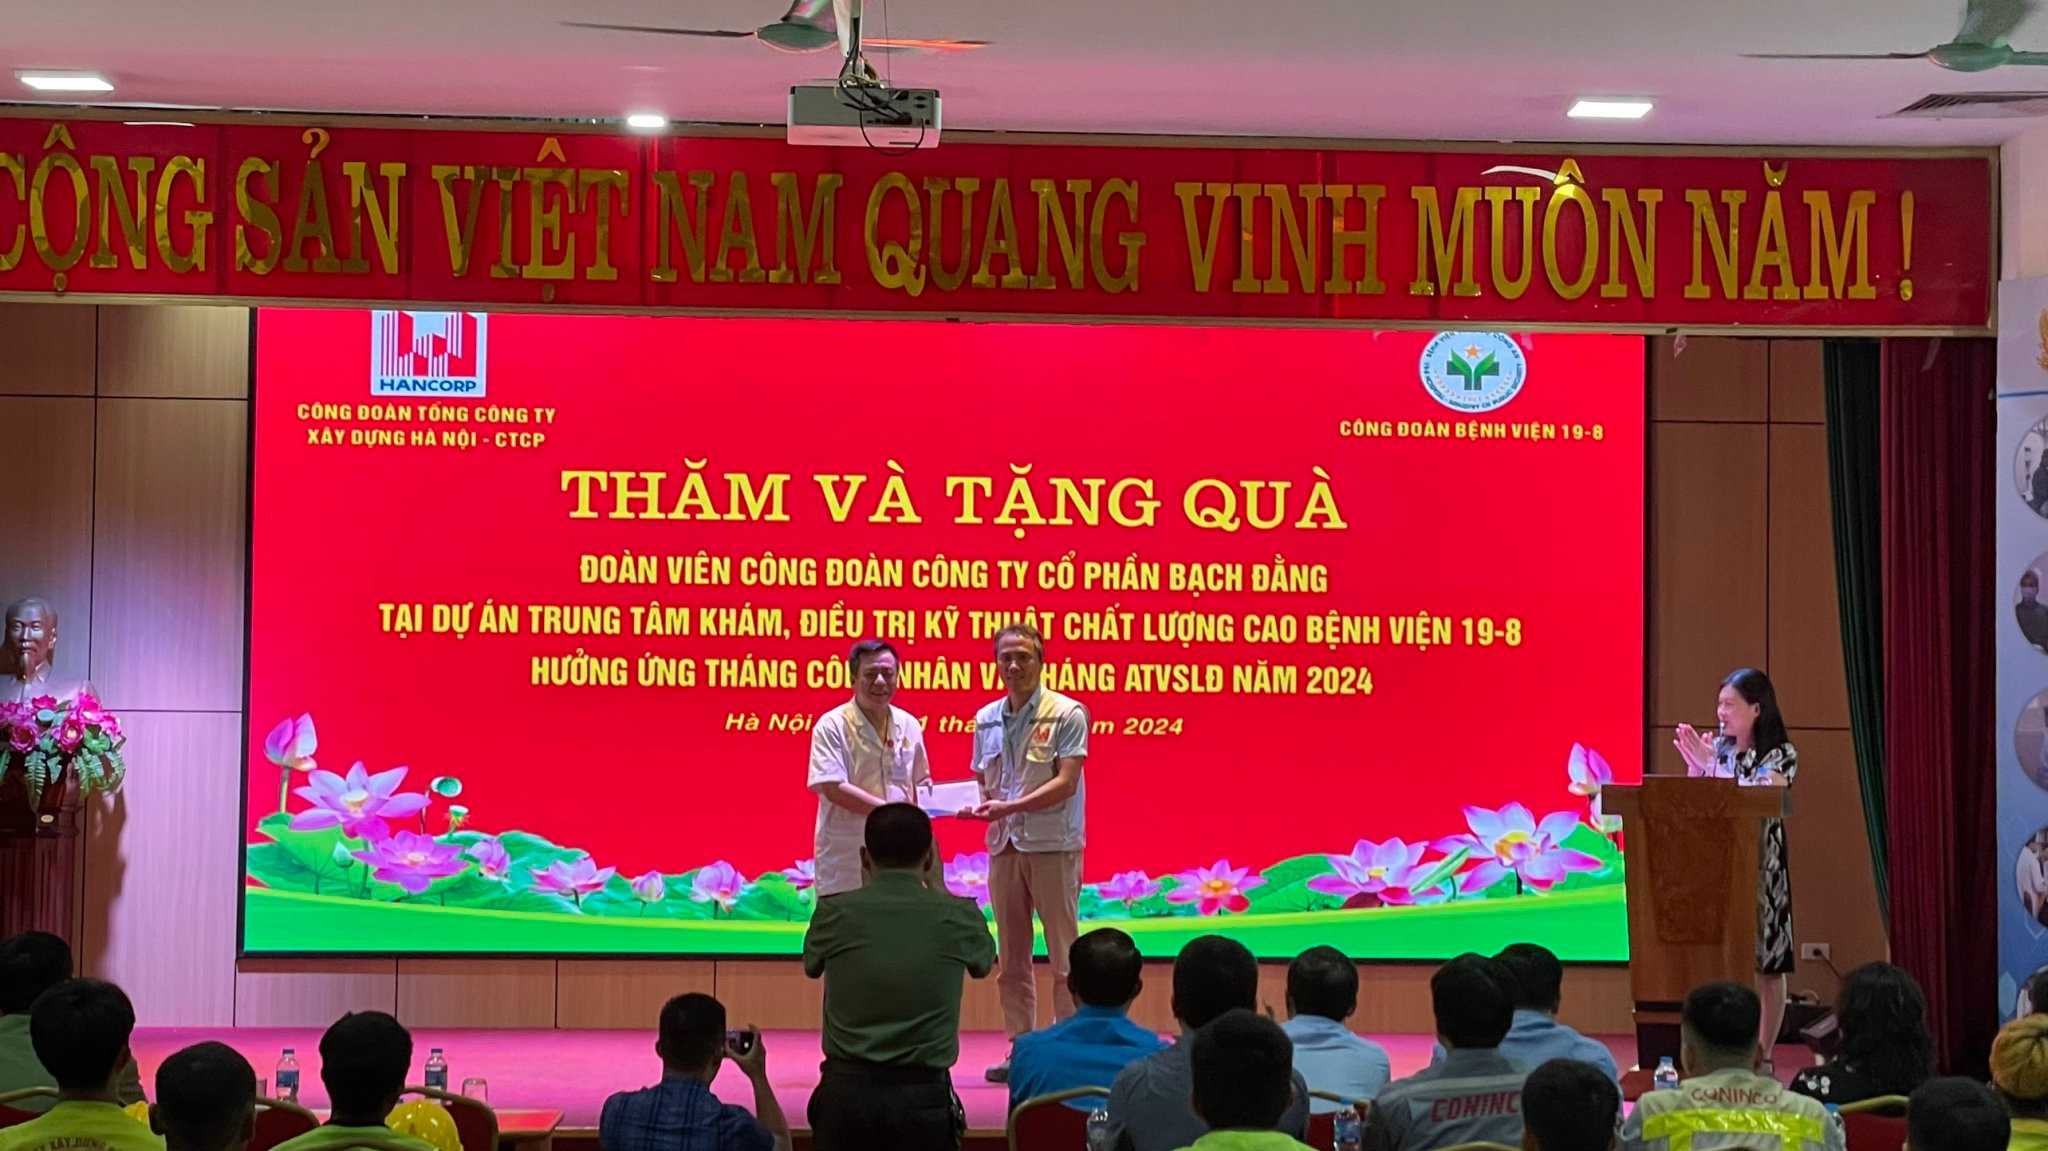 CỘNG SẢN VIỆT NAM QUANG VINH MUÔN NĂM !
HANCORP
CÔNG ĐOÀN TỔNG CÔNG TY
XÂY DỰNG HÀ NỘI - CTCP
CÔNG ĐOÀN BỆNH VIỆN 19-8
THĂM VÀ TẶNG QUÀ
ĐOÀN VIÊN CÔNG ĐOÀN CÔNG TY CỔ PHẦN BẠCH ĐẰNG
TẠI DỰ ÁN TRUNG TÂM KHÁM, ĐIỀU TRỊ KỸ THUẬT CHẤT LƯỢNG CAO BỆNH VIỆN 19-8
HƯỞNG ỨNG THÁNG CÔNG NHÂN VÀ THÁNG ATVSLĐ NĂM 2024
Hà Nội 2024
CONINCO